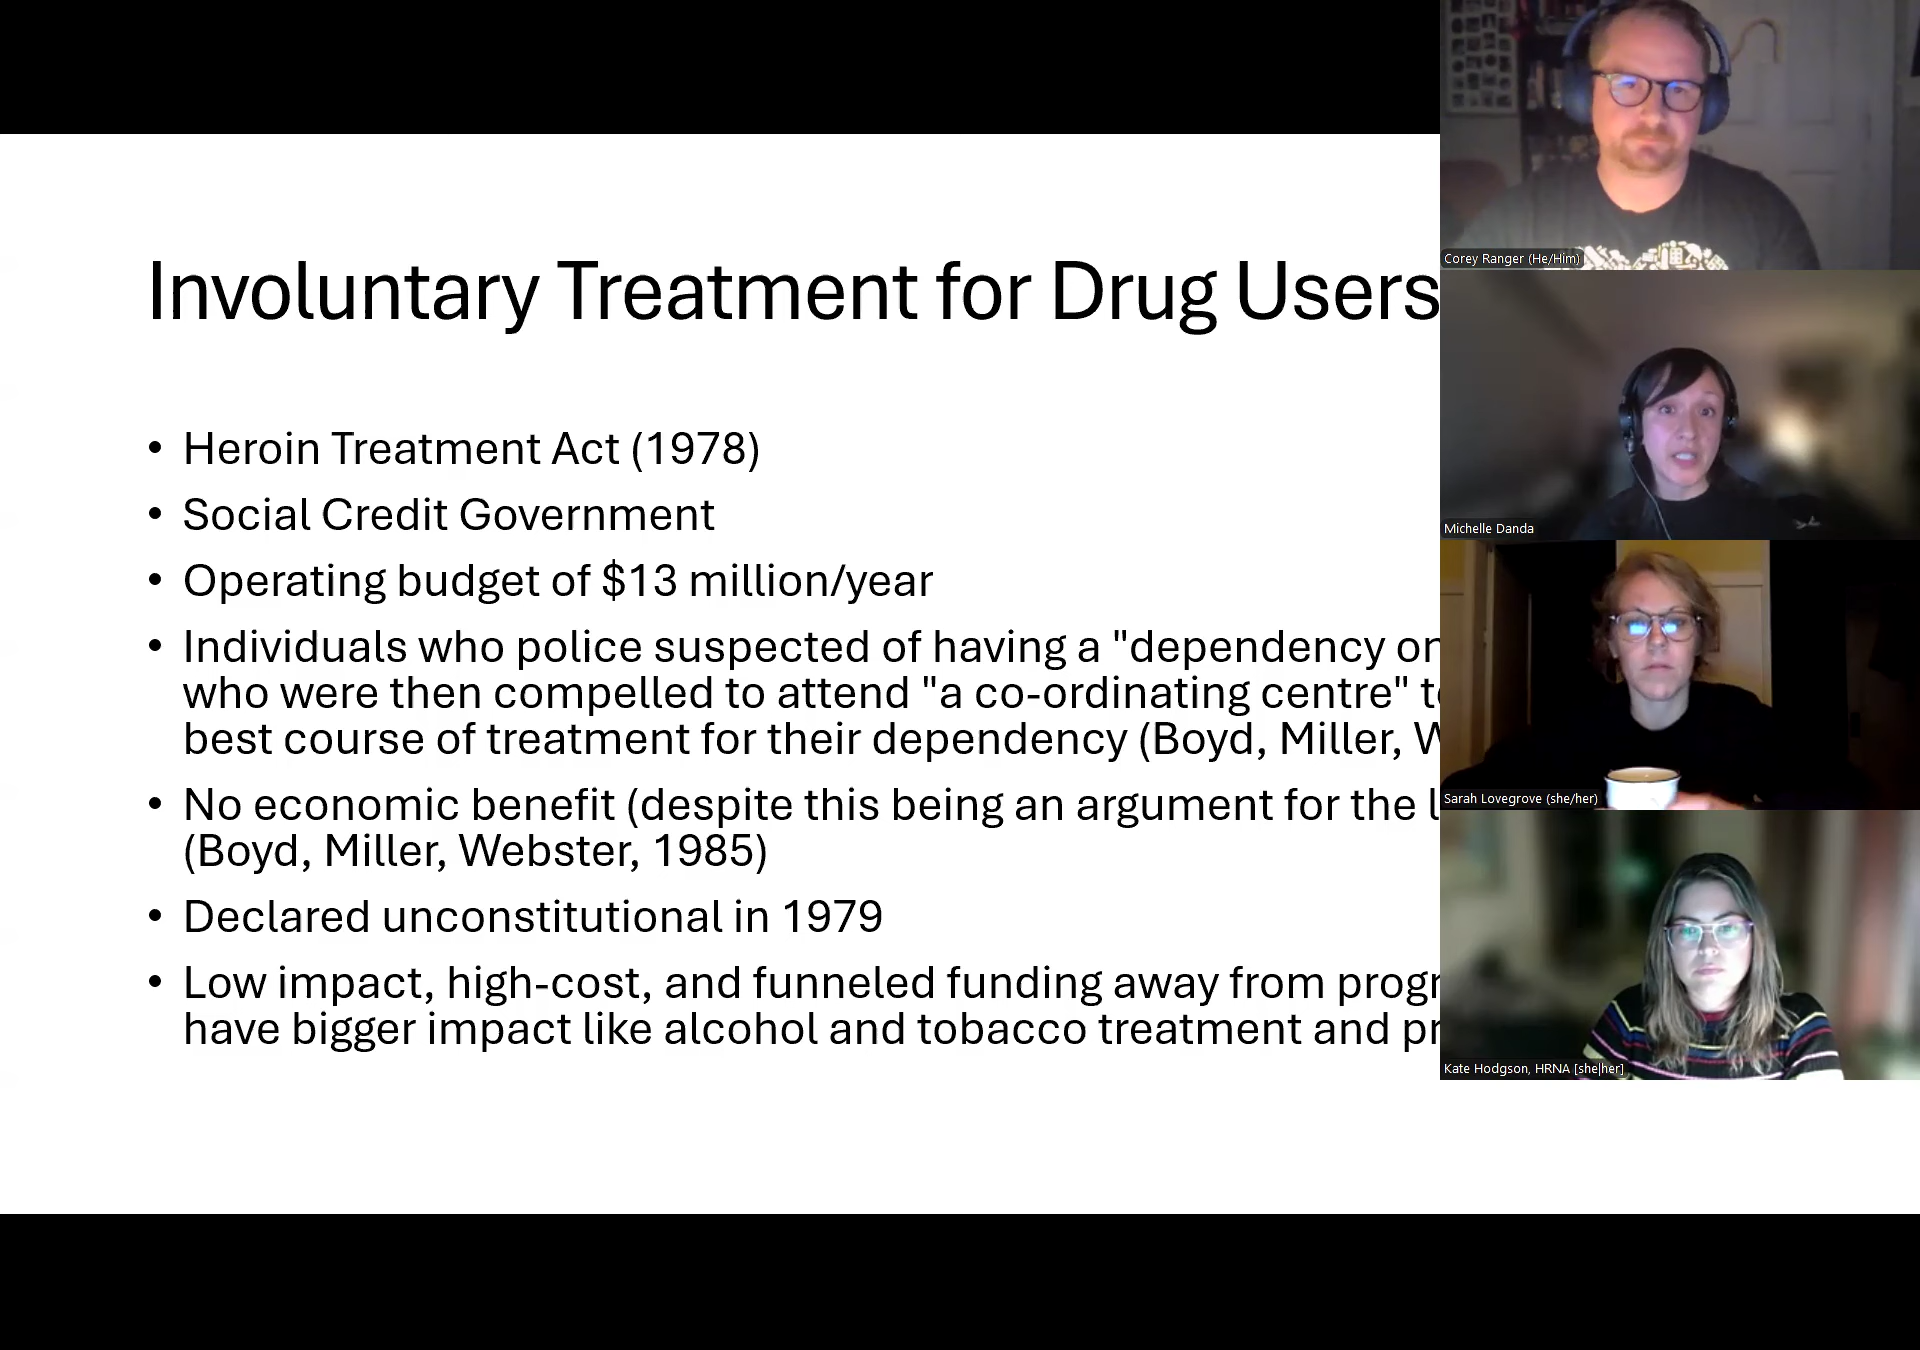 Involuntary Treatment for Drug Users
• Heroin Treatment Act (1978)
• Social Credit Government
• Operating budget of $13 million/year
• Individuals who police suspected of having a "dependency on
who were then compelled to attend "a co-ordinating centre"
best course of treatment for their dependency (Boyd, Miller,
• No economic benefit (despite this being an argument for the
(Boyd, Miller, Webster, 1985)
• Declared unconstitutional in 1979
• Low impact, high-cost, and funneled funding away from
have bigger impact like alcohol and tobacco treatment and
Corey Ranger (He/Him)
Michelle Danda
Sarah Lovegrove (she/her)
Kate Hodgson, HRNA [she|her]